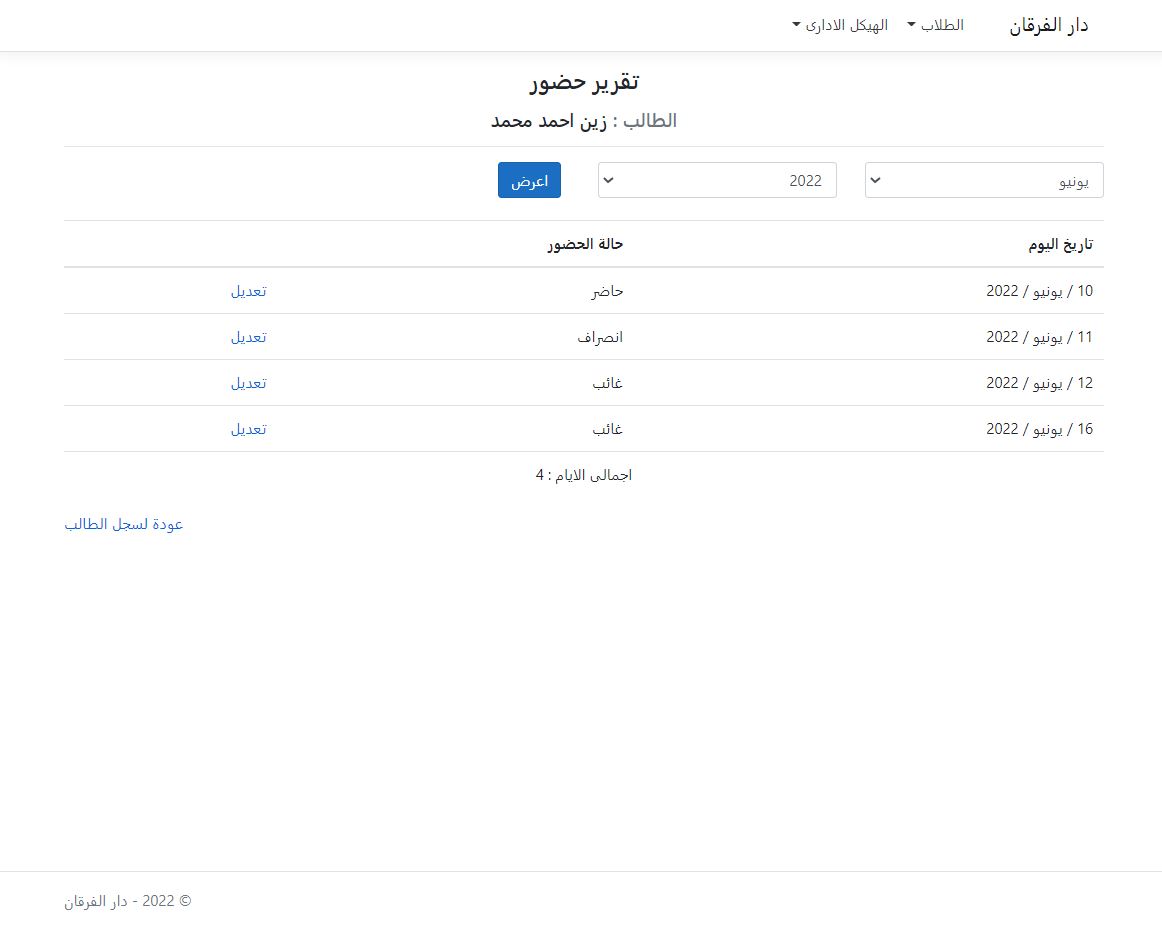 دار الفرقان الطلاب الهيكل الادارى
تقرير حضور
الطالب : زين احمد محمد
يونيو 2022 اعرض
تاريخ اليوم حالة الحضور
10 / يونيو / 2022 حاضر تعديل
11 / يونيو / 2022 انصراف تعديل
12 / يونيو / 2022 غائب تعديل
16 / يونيو / 2022 غائب تعديل
اجمالى الايام : 4
عودة لسجل الطالب
© 2022 - دار الفرقان